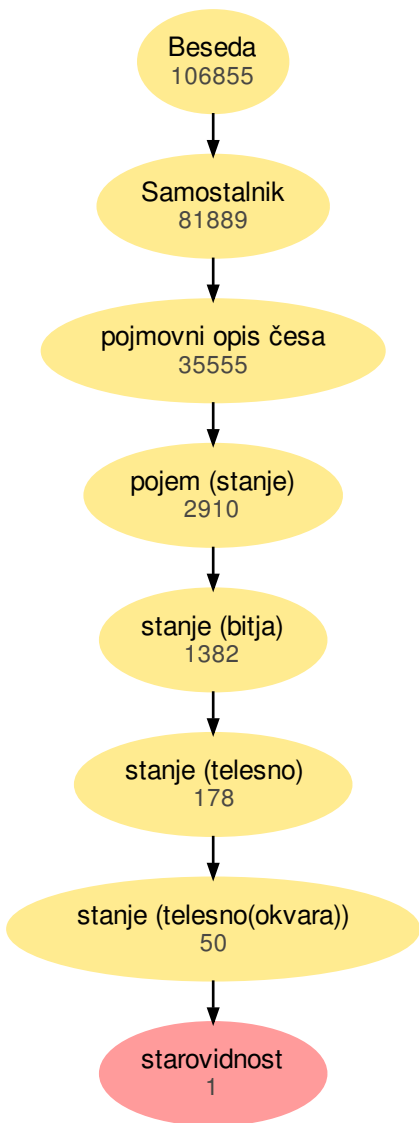 Beseda
106855
Samostalnik
81889
pojmovni opis česa
35555
pojem (stanje)
2910
stanje (bitja)
1382
stanje (telesno)
178
stanje (telesno(okvara))
50
starovidnost
1